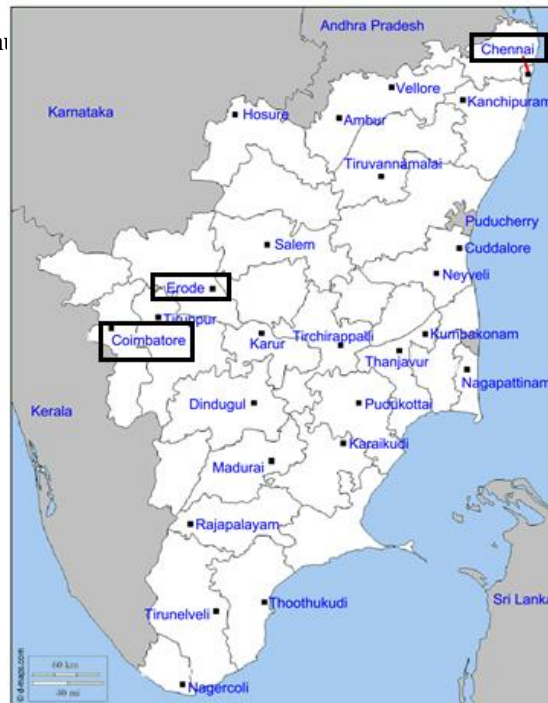 Andhra Pradesh
Chennai
Vellore
Kanchipuram
Karnataka
Hosure
Ambur
Tiruvannamalai
Puducherry
Salem
Cuddalore
Neyveli
Erode
Tiruppur
Coimbatore
Karur
Tirchirappalli
Kumbakonam
Thanjavur
Nagapattinam
Kerala
Dindugul
Pudukottai
Karaikudi
Madurai
Rajapalayam
Thoothukudi
Tirunelveli
Sri Lanka
Nagercoli
60 km
40 mi
© d-maps.com